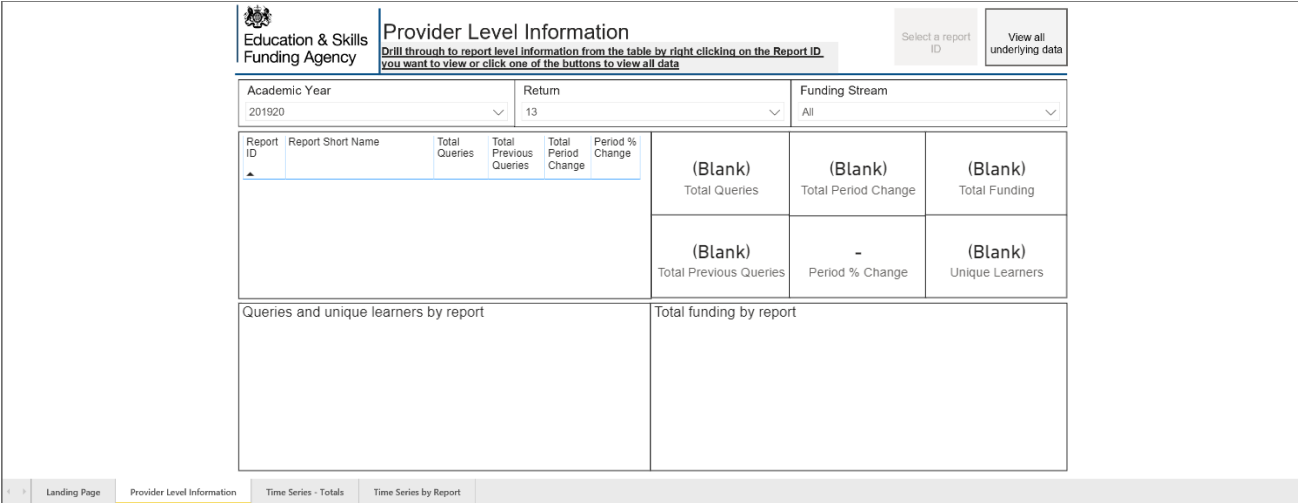 Education & Skills
Funding Agency
Provider Level Information
Drill through to report level information from the table by right clicking on the Report ID
you want to view or click one of the buttons to view all data
Select a report
ID
View all
underlying data
Academic Year
201920
Return
13
Funding Stream
All
Report
ID
Report Short Name
Total
Queries
Total
Previous
Queries
Total
Period
Change
Period %
Change
(Blank)
Total Queries
(Blank)
Total Period Change
(Blank)
Total Funding
(Blank)
Total Previous Queries
-
Period % Change
(Blank)
Unique Learners
Queries and unique learners by report
Total funding by report
Landing Page
Provider Level Information
Time Series - Totals
Time Series by Report